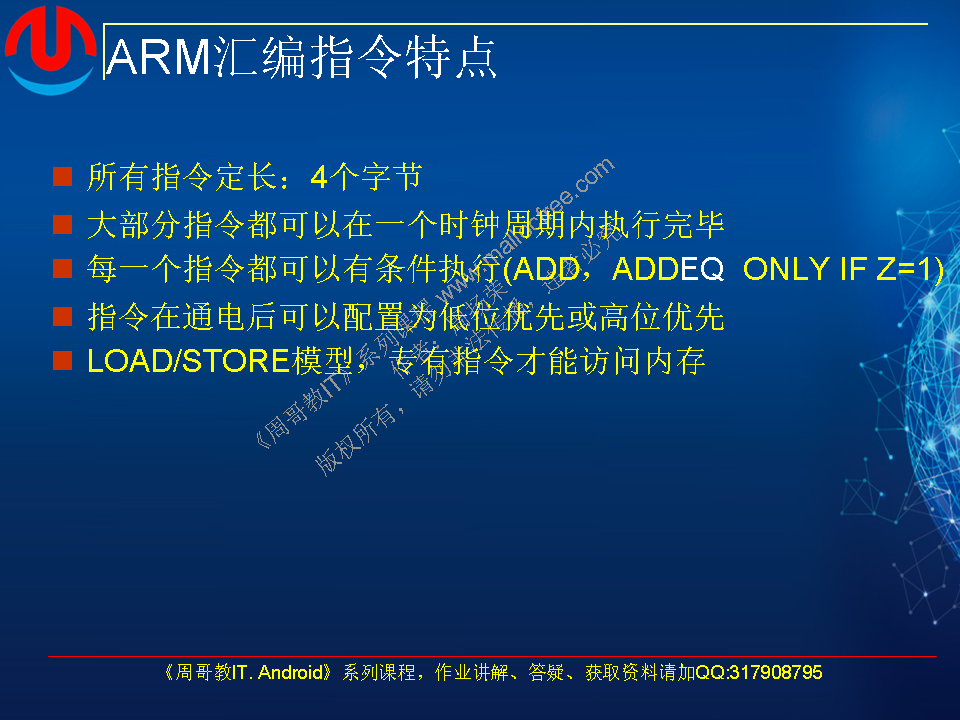 ARM汇编指令特点
所有指令定长：4个字节
大部分指令都可以在一个时钟周期内执行完毕
每一个指令都可以有条件执行(ADD，ADDEQ ONLY IF Z=1)
指令在通电后可以配置为低位优先或高位优先
LOAD/STORE模型，专有指令才能访问内存
《周哥教IT》系列课程
版权所有，请勿
《周哥教IT. Android》系列课程，作业讲解、答疑、获取资料请加QQ:317908795